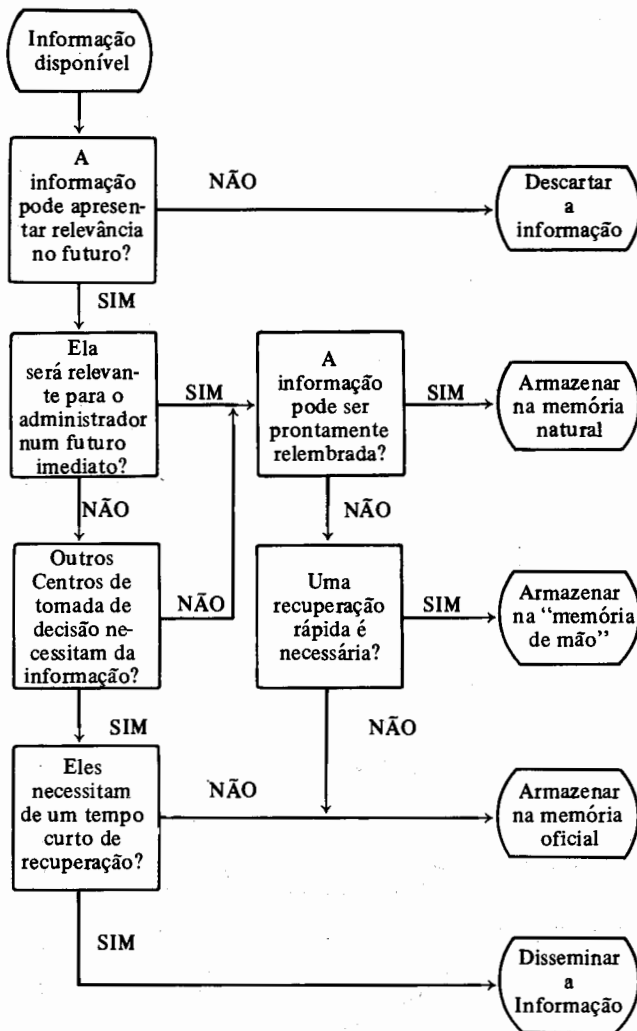 Informação
disponível
A
informação
pode apresen-
tar relevância
no futuro?
NÃO
Descartar
a
informação
SIM
Ela
será relevan-
te para o
administrador
num futuro
imediato?
SIM
A
informação
pode ser
prontamente
relembrada?
SIM
Armazenar
na memória
natural
NÃO
NÃO
Outros
Centros de
tomada de
decisão ne-
cessitam da
informação?
NÃO
Uma
recuperação
rápida é
necessária?
SIM
Armazenar
na “memória
de mão”
SIM
NÃO
Eles
necessitam
de um tempo
curto de
recuperação?
NÃO
Armazenar
na memória
oficial
SIM
Disseminar
a
Informação